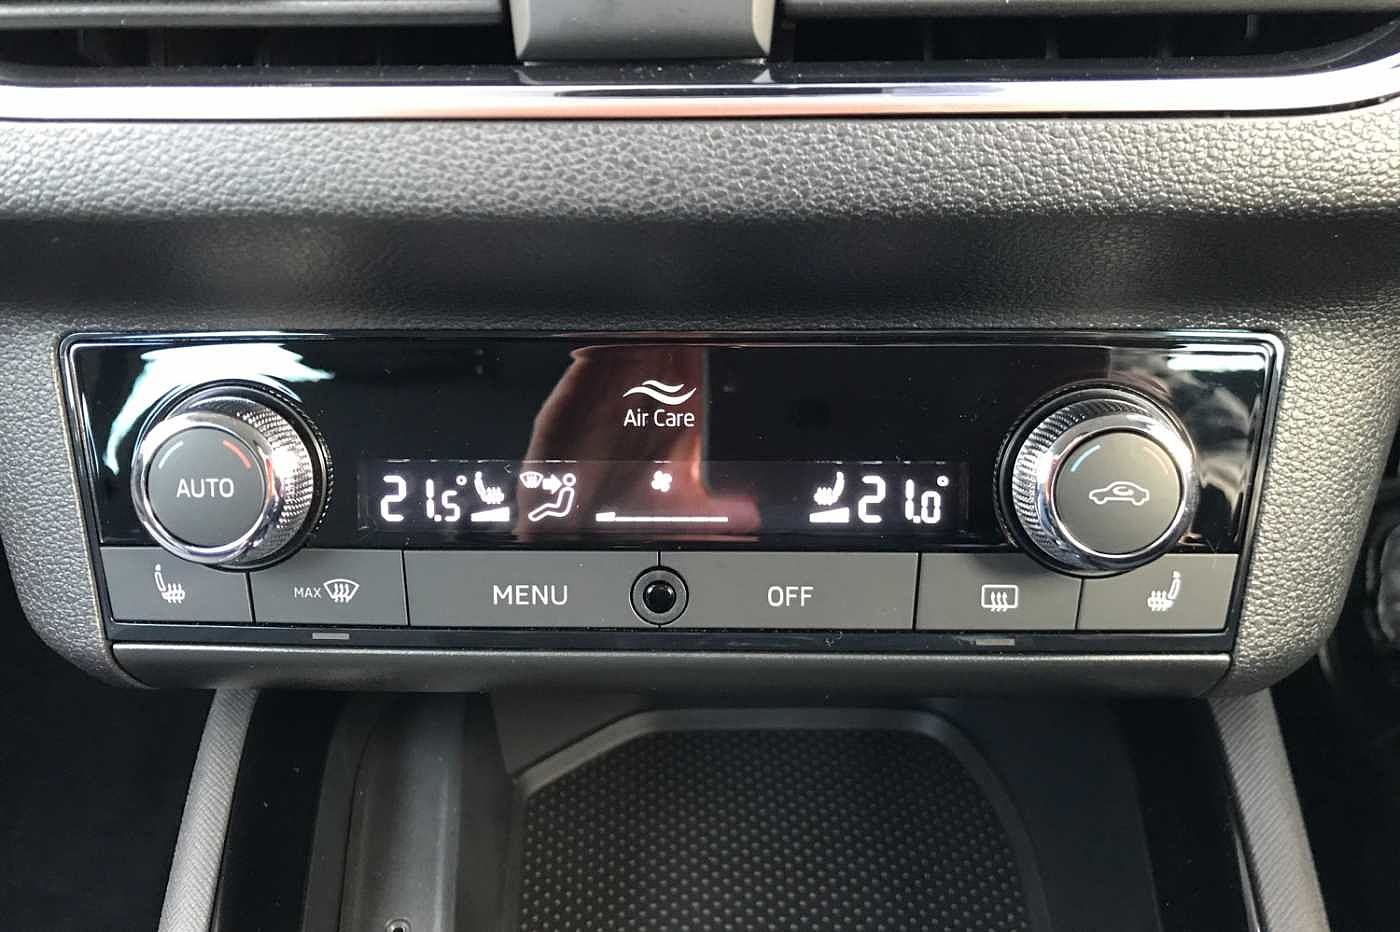 Air Care
AUTO
21.5° 21.0°
MAX MENU OFF